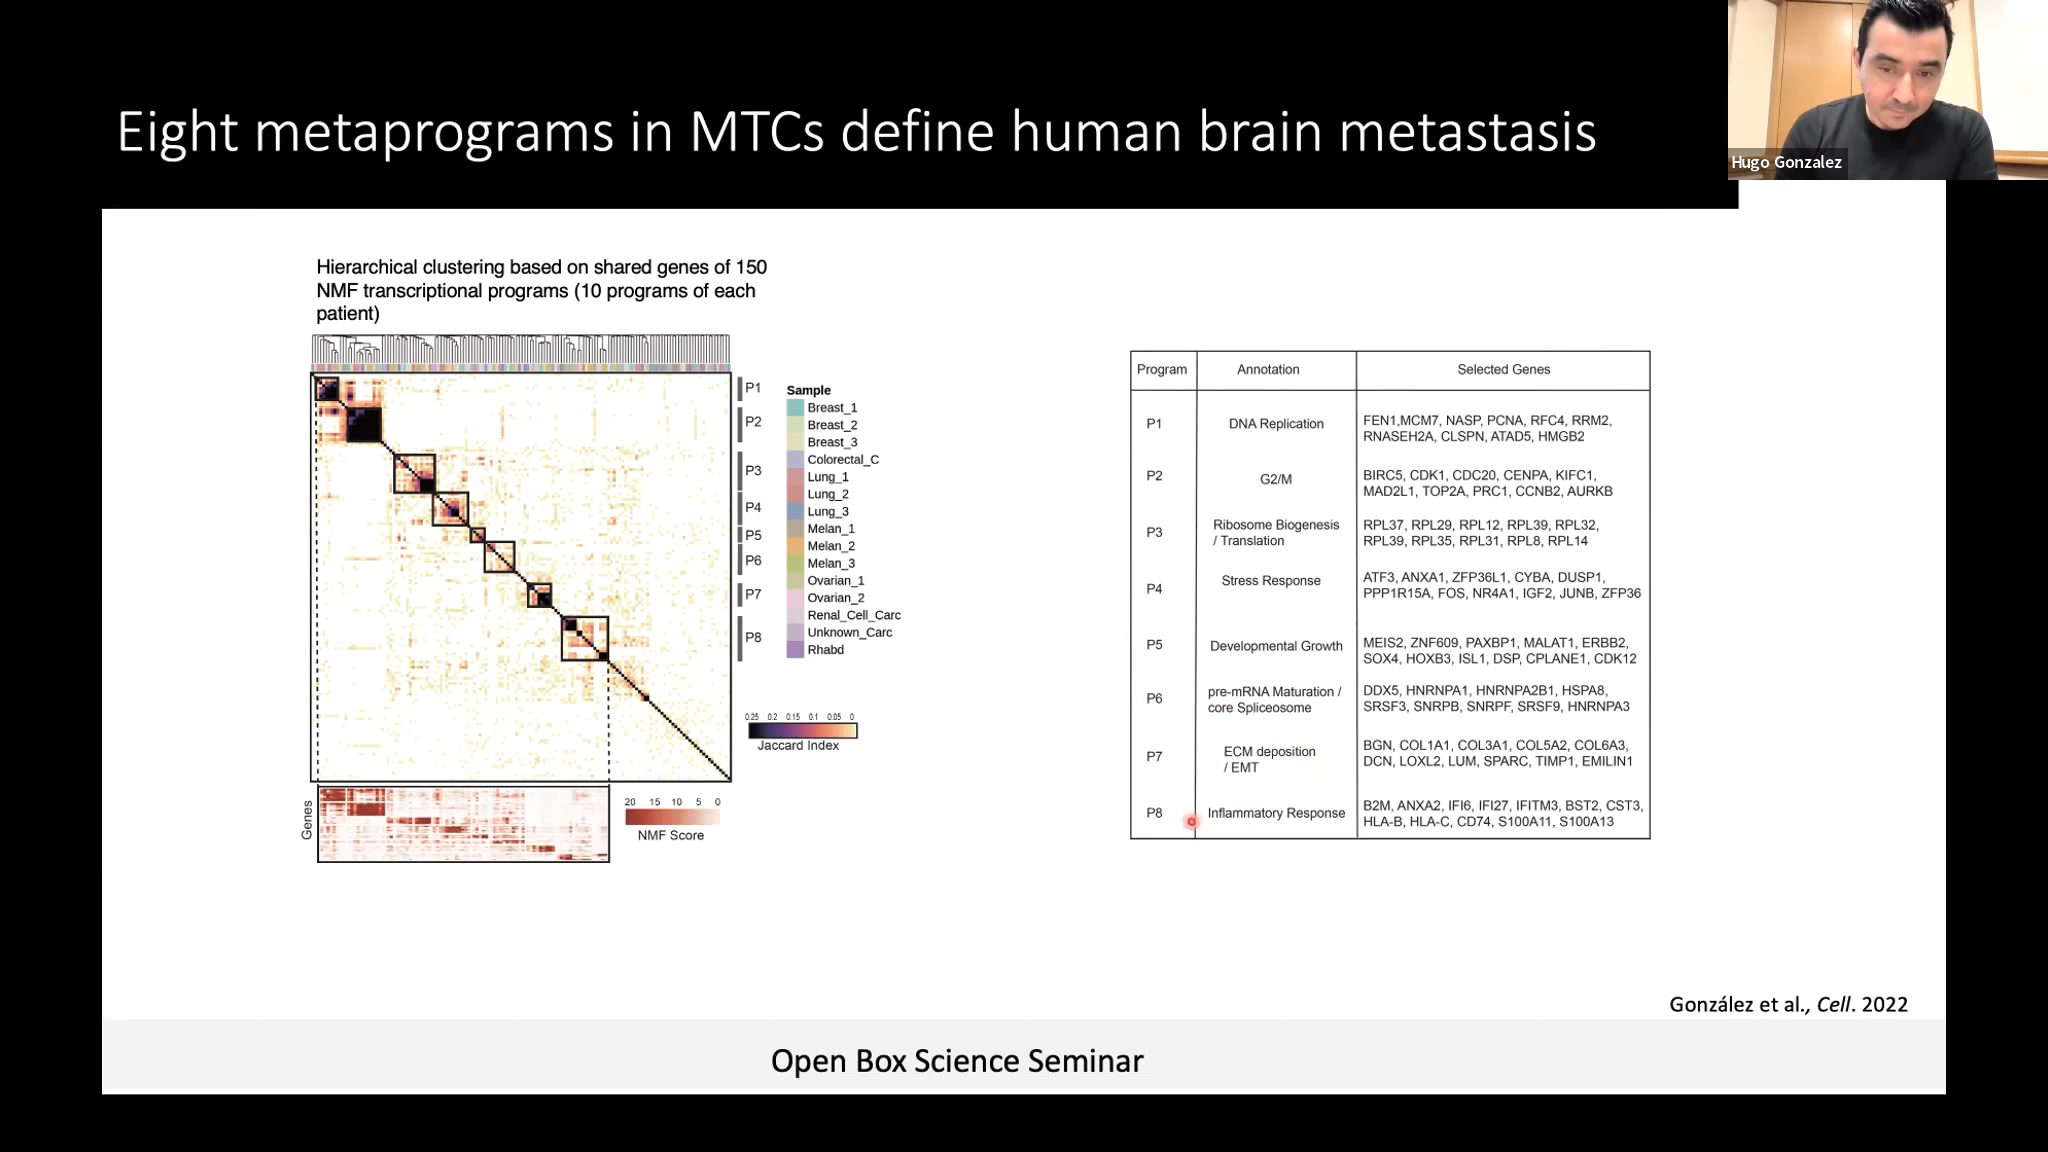 Eight metaprograms in MTCs define human brain metastasis
Hugo Gonzalez
Hierarchical clustering based on shared genes of 150
NMF transcriptional programs (10 programs of each
patient)
P1
P2
P3
P4
P5
P6
P7
P8
Sample
Breast_1
Breast_2
Breast_3
Colorectal_C
Lung_1
Lung_2
Lung_3
Melan_1
Melan_2
Melan_3
Ovarian_1
Ovarian_2
Renal_Cell_Carc
Unknown_Carc
Rhabd
0.25 0.2 0.15 0.1 0.05 0
Jaccard Index
Genes
20 15 10 5 0
NMF Score
Program Annotation Selected Genes
P1 DNA Replication
FEN1,MCM7, NASP, PCNA, RFC4, RRM2,
RNASEH2A, CLSPN, ATAD5, HMGB2
P2 G2/M
BIRC5, CDK1, CDC20, CENPA, KIFC1,
MAD2L1, TOP2A, PRC1, CCNB2, AURKB
P3
Ribosome Biogenesis
/ Translation
RPL37, RPL29, RPL12, RPL39, RPL32,
RPL39, RPL35, RPL31, RPL8, RPL14
P4 Stress Response
ATF3, ANXA1, ZFP36L1, CYBA, DUSP1,
PPP1R15A, FOS, NR4A1, IGF2, JUNB, ZFP36
P5 Developmental Growth
MEIS2, ZNF609, PAXBP1, MALAT1, ERBB2,
SOX4, HOXB3, ISL1, DSP, CPLANE1, CDK12
P6
pre-mRNA Maturation /
core Spliceosome
DDX5, HNRNPA1, HNRNPA2B1, HSPA8,
SRSF3, SNRPB, SNRPF, SRSF9, HNRNPA3
P7
ECM deposition
/ EMT
BGN, COL1A1, COL3A1, COL5A2, COL6A3,
DCN, LOXL2, LUM, SPARC, TIMP1, EMILIN1
P8 Inflammatory Response
B2M, ANXA2, IFI6, IFI27, IFITM3, BST2, CST3,
HLA-B, HLA-C, CD74, S100A11, S100A13
González et al., Cell. 2022
Open Box Science Seminar